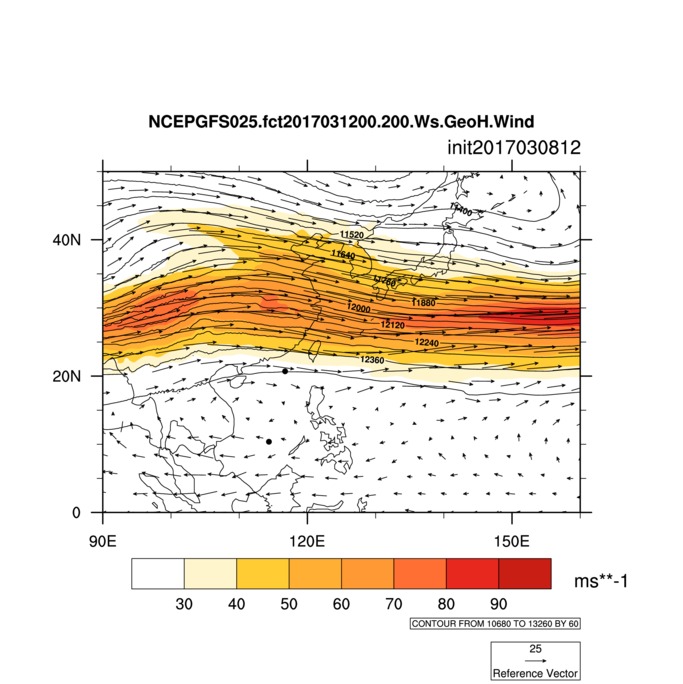 NCEPGFS025.fct2017031200.200.Ws.GeoH.Wind
init2017030812
11400
11520
40N
11640
11760
11880
12000
12120
12240
12360
20N
0
90E 120E 150E
ms**-1
30 40 50 60 70 80 90
CONTOUR FROM 10680 TO 13260 BY 60
25
Reference Vector